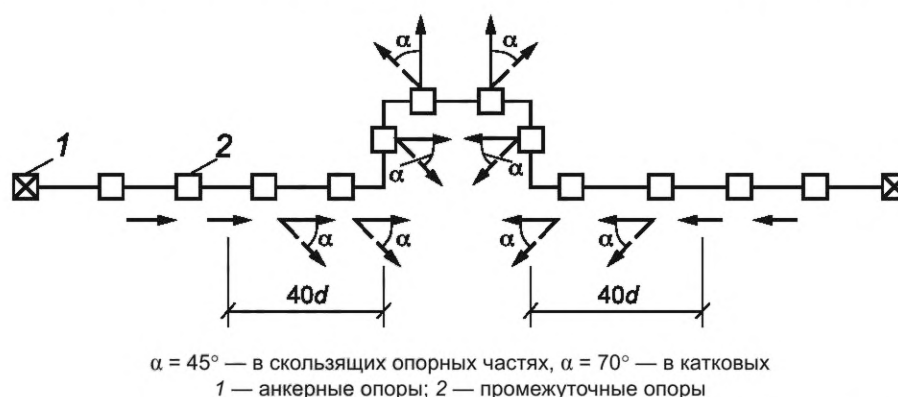 α α
1 2
α α
α α α α
40d 40d
α = 45° — в скользящих опорных частях, α = 70° — в катковых
1 — анкерные опоры; 2 — промежуточные опоры